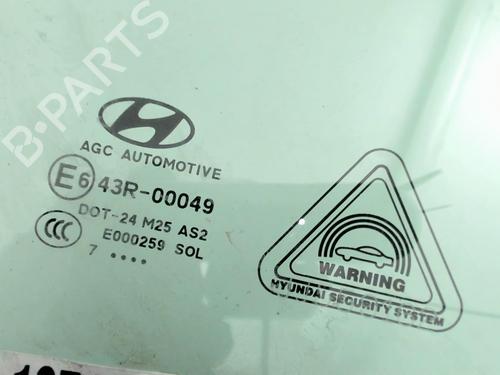 B-PARTS
AGC AUTOMOTIVE
E6 43R-00049
DOT-24 M25 AS2
CCC E000259 SOL
7 ••••
WARNING
HYUNDAI SECURITY SYSTEM